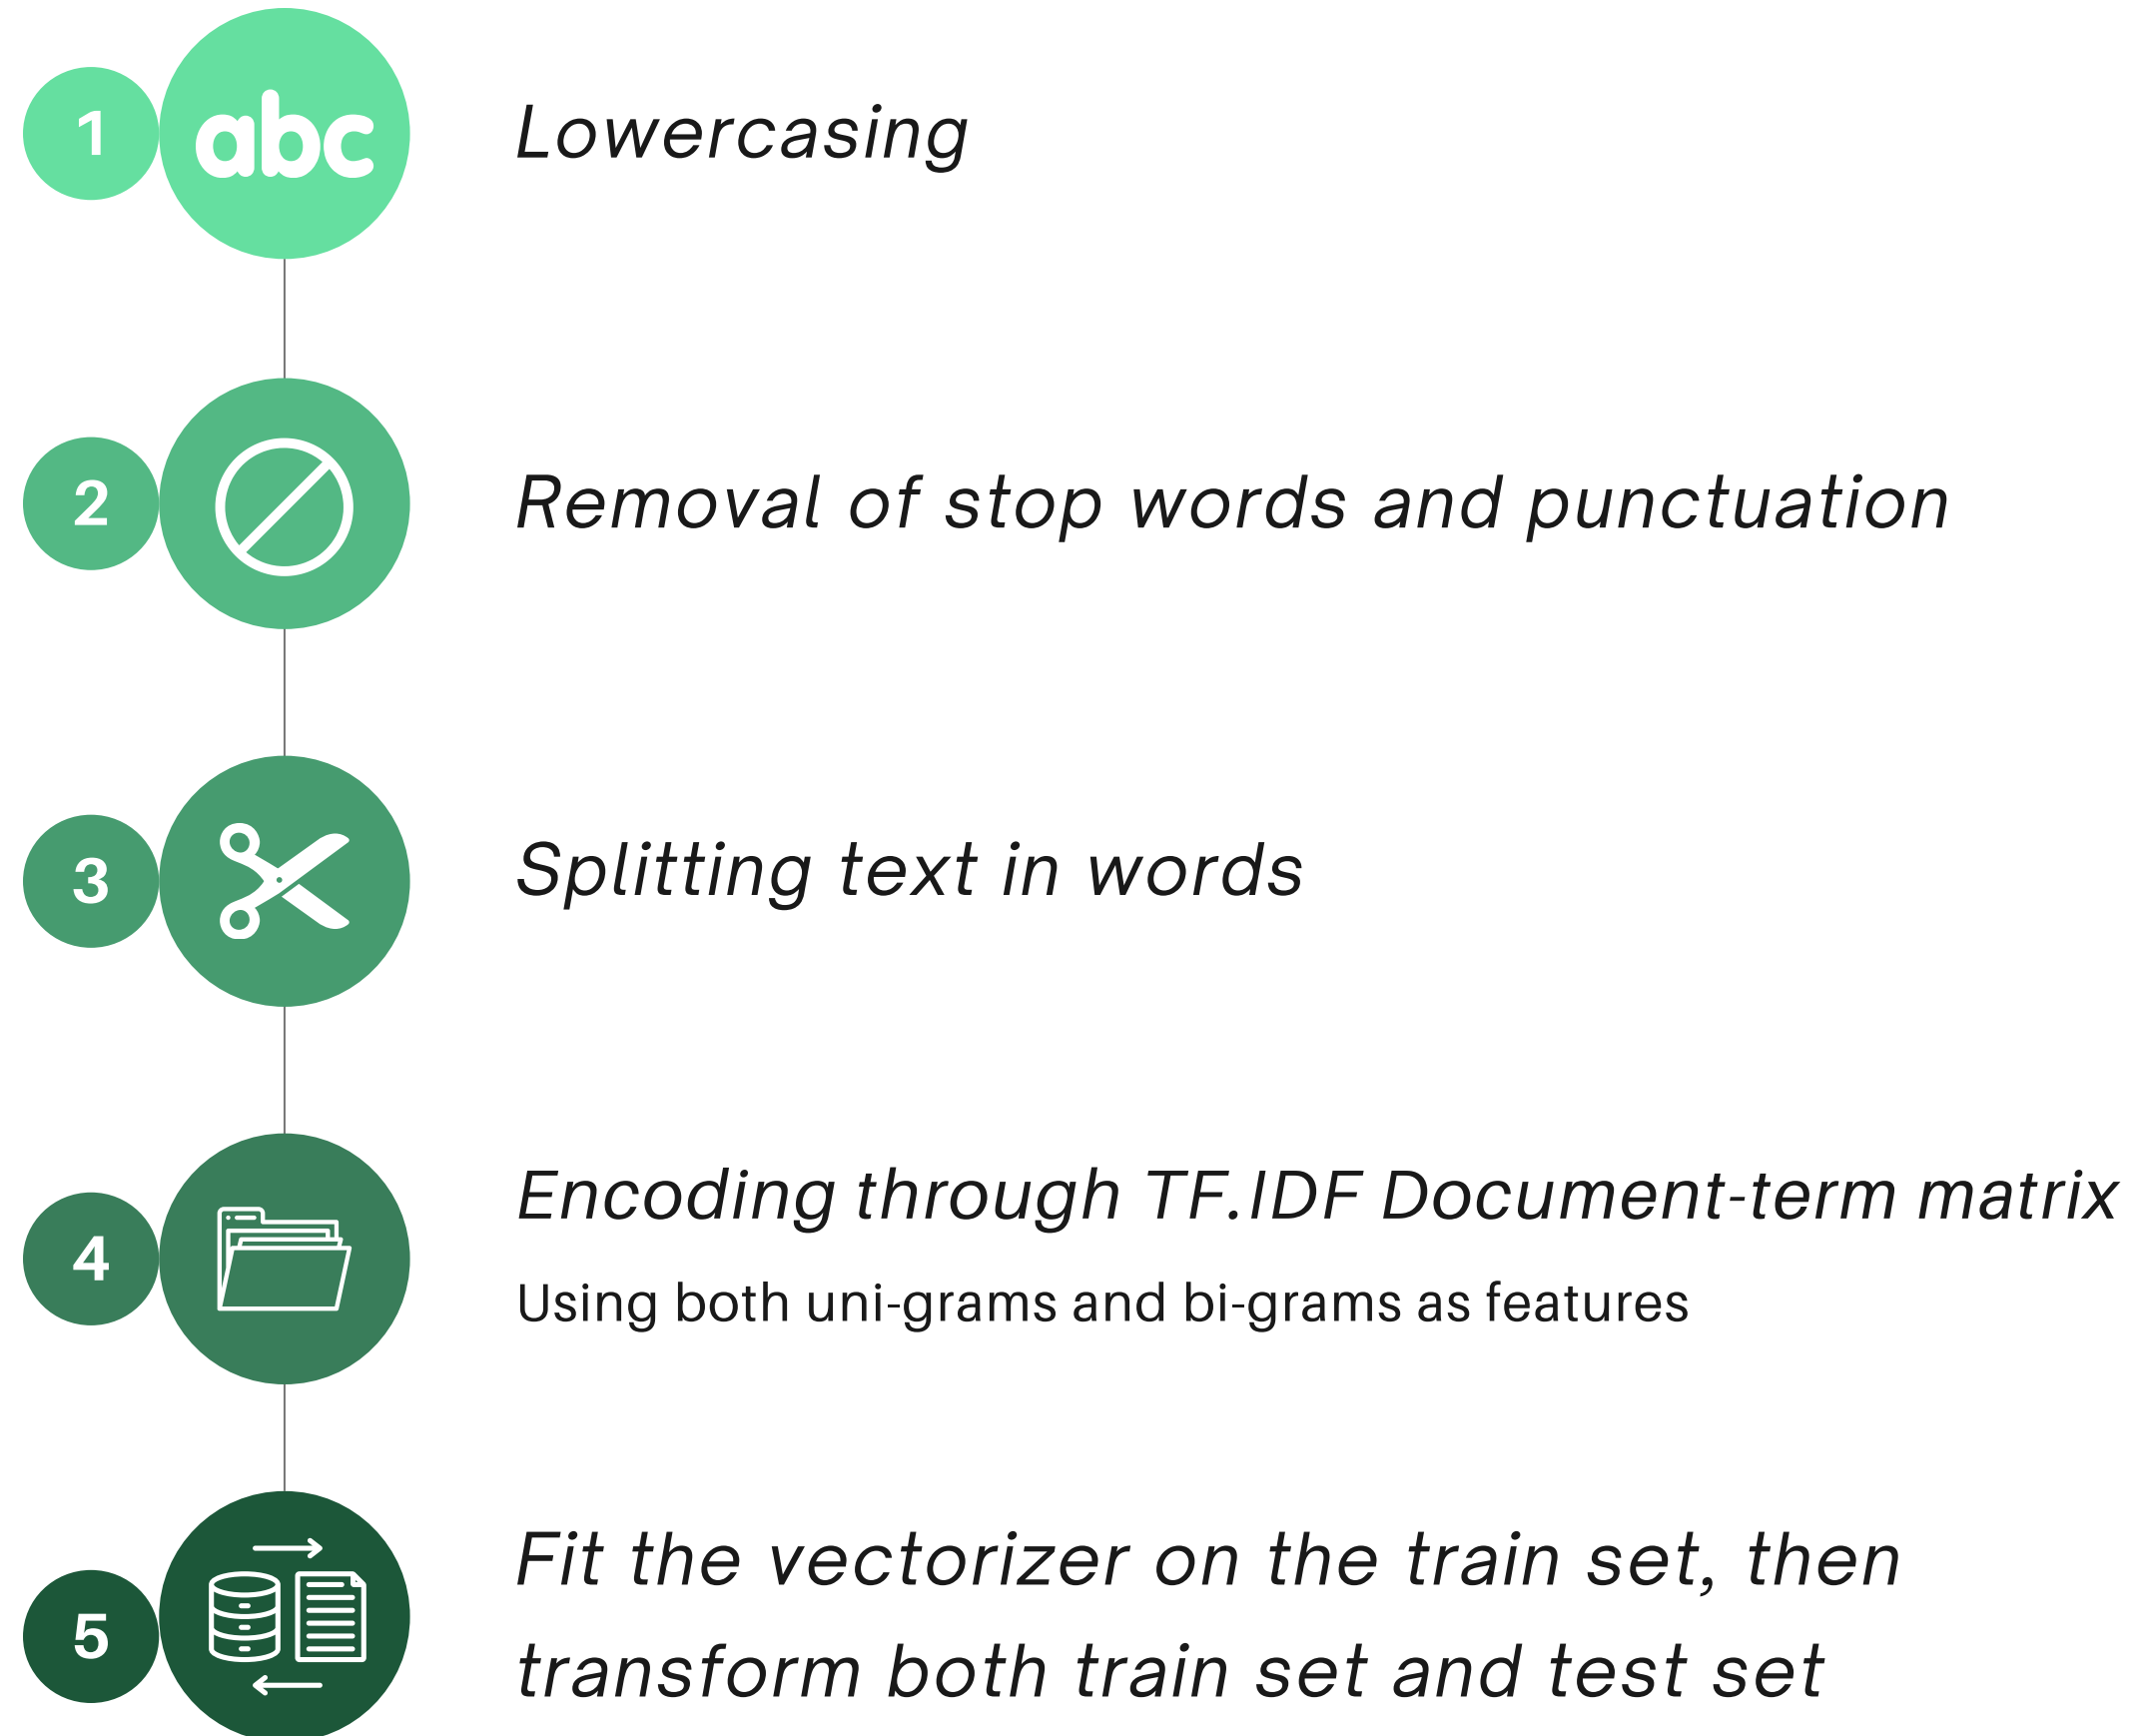 1
abc
Lowercasing
2
Removal of stop words and punctuation
3
Splitting text in words
4
Encoding through TF.IDF Document-term matrix
Using both uni-grams and bi-grams as features
5
Fit the vectorizer on the train set, then
transform both train set and test set